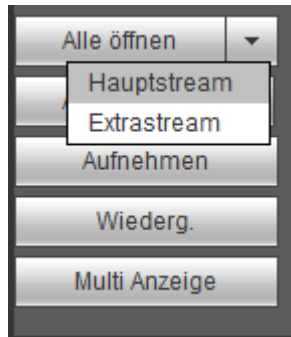 Alle öffnen
Hauptstream
Extrastream
Aufnehmen
Wiederg.
Multi Anzeige